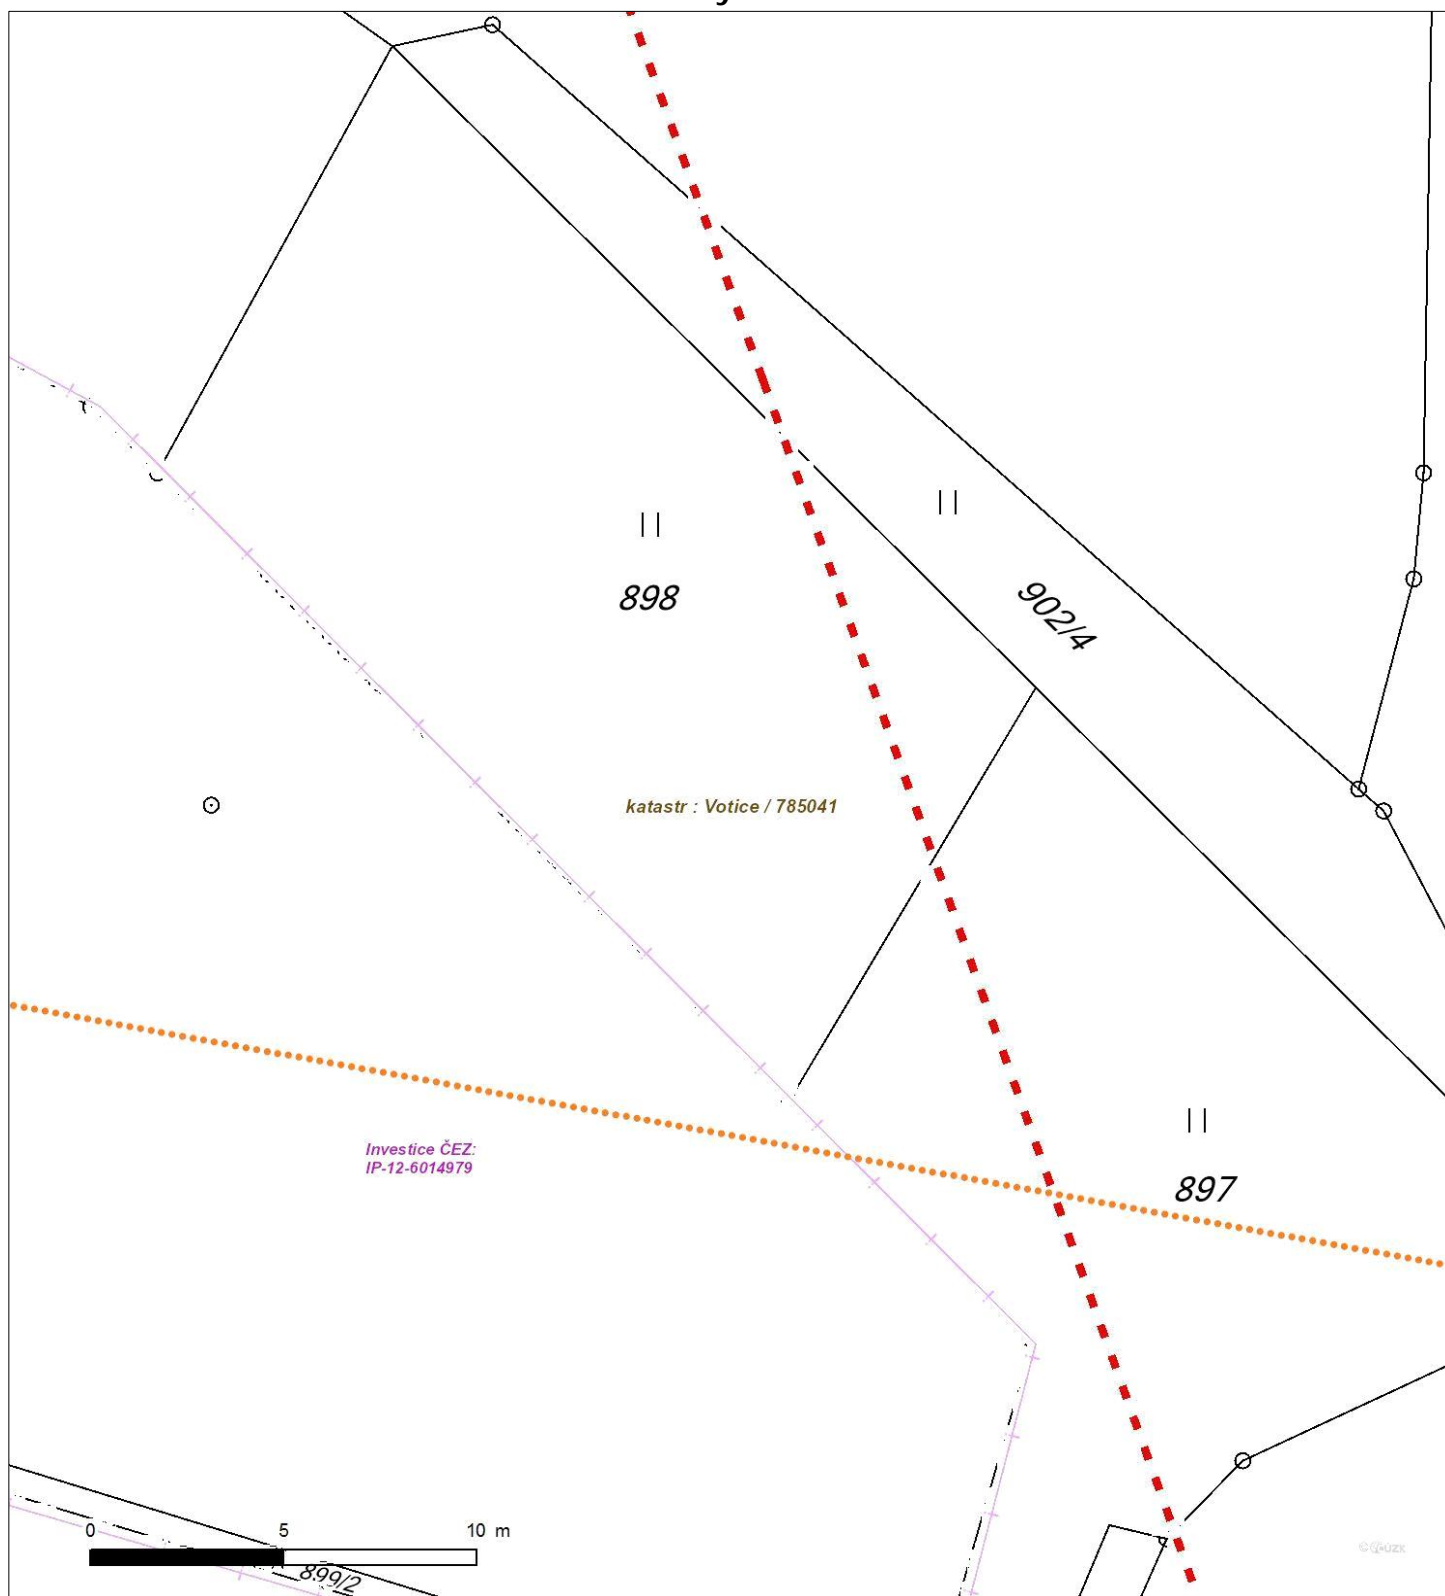 898
902/4
katastr : Votice / 785041
Investice ČEZ:
IP-12-6014979
897
0 5 10 m
899/2